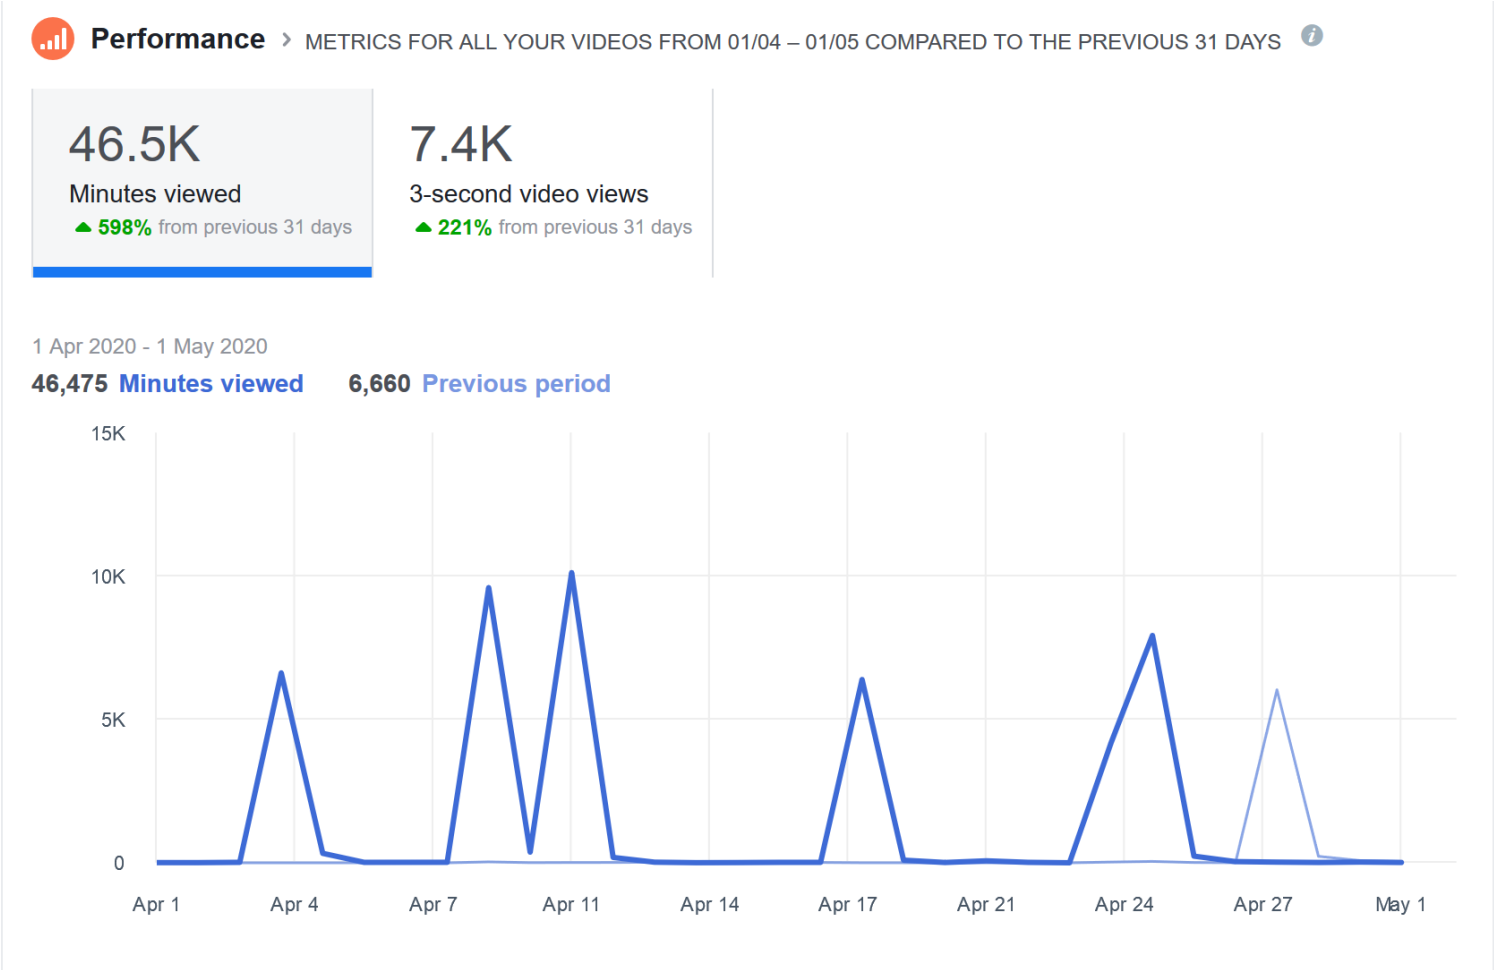 Performance > METRICS FOR ALL YOUR VIDEOS FROM 01/04 – 01/05 COMPARED TO THE PREVIOUS 31 DAYS i
46.5K 7.4K
Minutes viewed 3-second video views
598% from previous 31 days 221% from previous 31 days
1 Apr 2020 - 1 May 2020
46,475 Minutes viewed 6,660 Previous period
15K
10K
5K
0
Apr 1 Apr 4 Apr 7 Apr 11 Apr 14 Apr 17 Apr 21 Apr 24 Apr 27 May 1